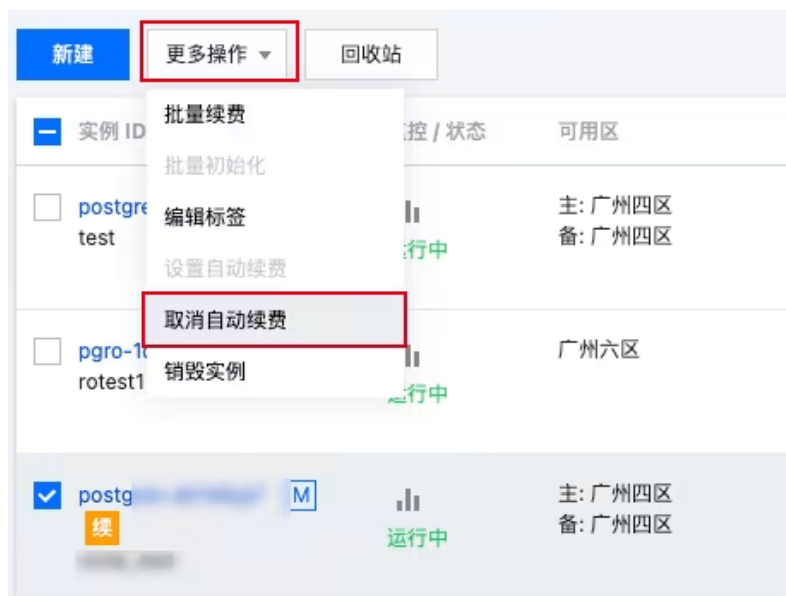 新建 更多操作 回收站
批量续费
实例 ID 控 / 状态 可用区
批量初始化
postgre 主: 广州四区
编辑标签
test 运行中 备: 广州四区
设置自动续费
取消自动续费
pgro-1 广州六区
销毁实例
rotest1 运行中
postg M 主: 广州四区
续 运行中 备: 广州四区